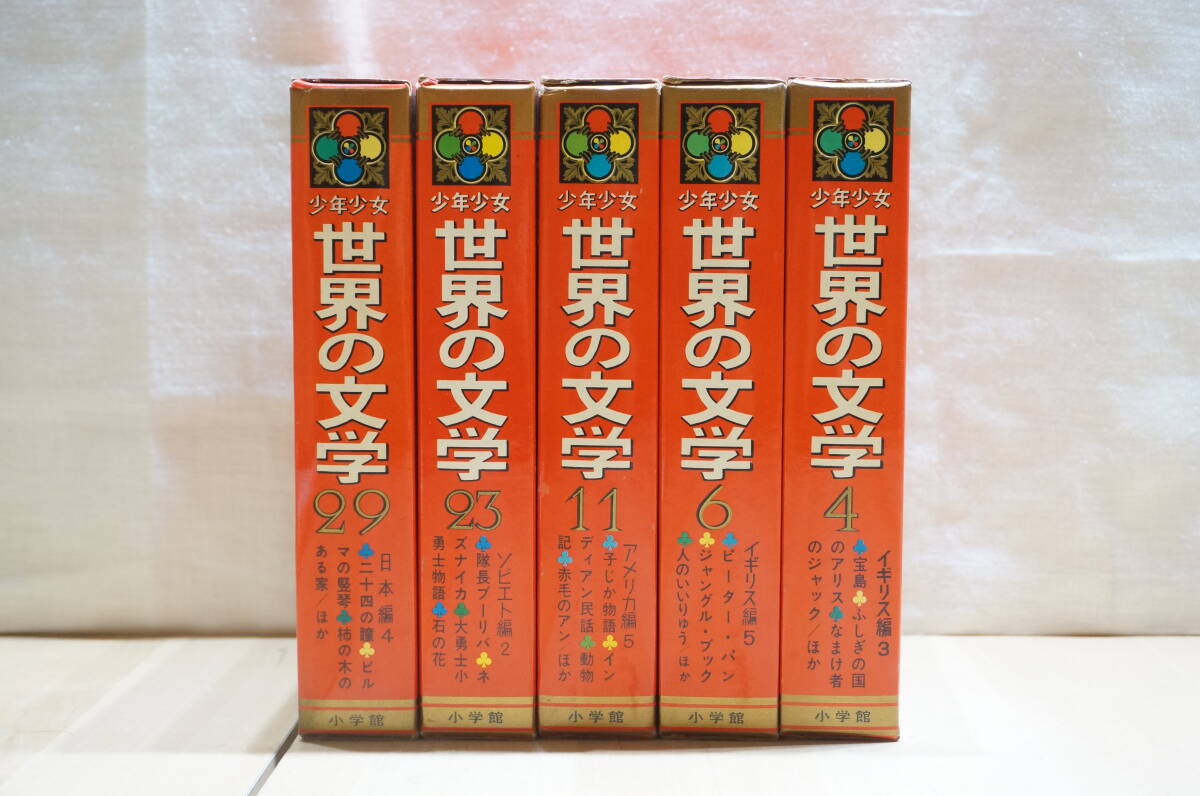 少年少女
世界の文学
29
日本編4
♣二十四の瞳♣ビル
マの竪琴♣柿の木の
ある家/ほか
小学館
少年少女
世界の文学
23
ソビエト編2
♣隊長ブーリバ♣ネ
ズナイカ♣大勇士小
勇士物語♣石の花
小学館
少年少女
世界の文学
11
アメリカ編5
♣子じか物語♣イン
ディアン民話♣動物
記♣赤毛のアン/ほか
小学館
少年少女
世界の文学
6
イギリス編5
♣ピーター・パン
♣ジャングル・ブック
♣人のいいりゅう/ほか
小学館
少年少女
世界の文学
4
イギリス編3
♣宝島♣ふしぎの国
のアリス♣なまけ者
のジャック/ほか
小学館